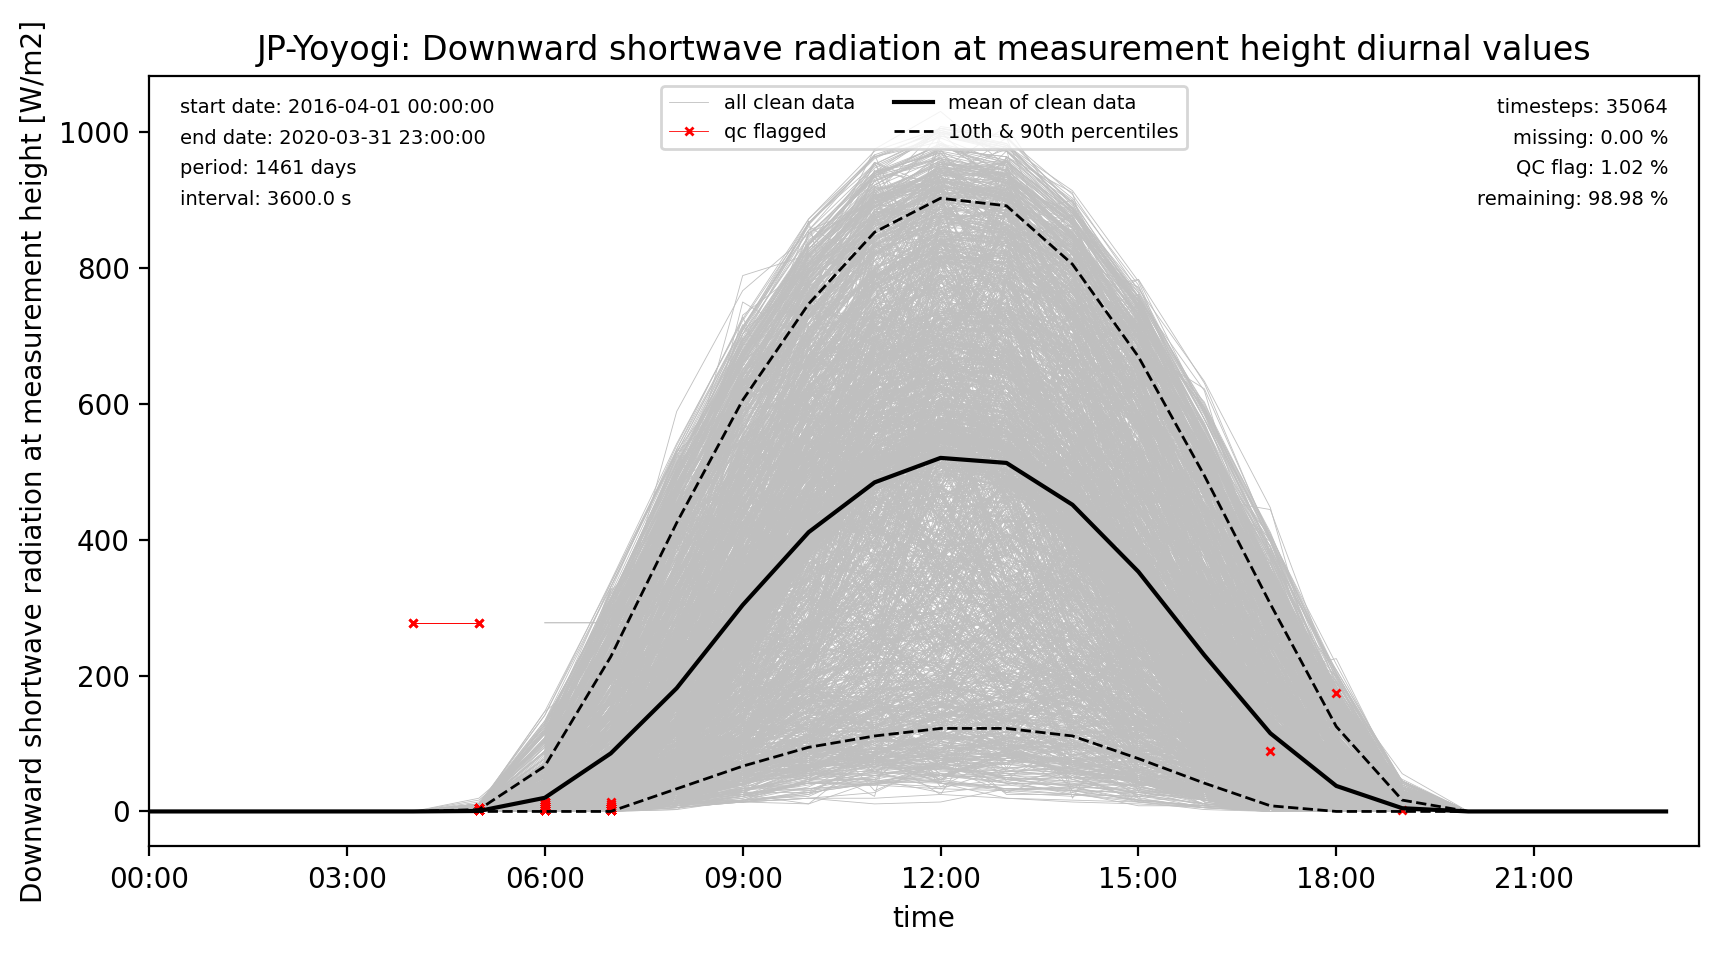 JP-Yoyogi: Downward shortwave radiation at measurement height diurnal values
Downward shortwave radiation at measurement height [W/m2]
start date: 2016-04-01 00:00:00
end date: 2020-03-31 23:00:00
period: 1461 days
interval: 3600.0 s
all clean data
qc flagged
mean of clean data
10th & 90th percentiles
timesteps: 35064
missing: 0.00 %
QC flag: 1.02 %
remaining: 98.98 %
1000
800
600
400
200
0
00:00 03:00 06:00 09:00 12:00 15:00 18:00 21:00
time